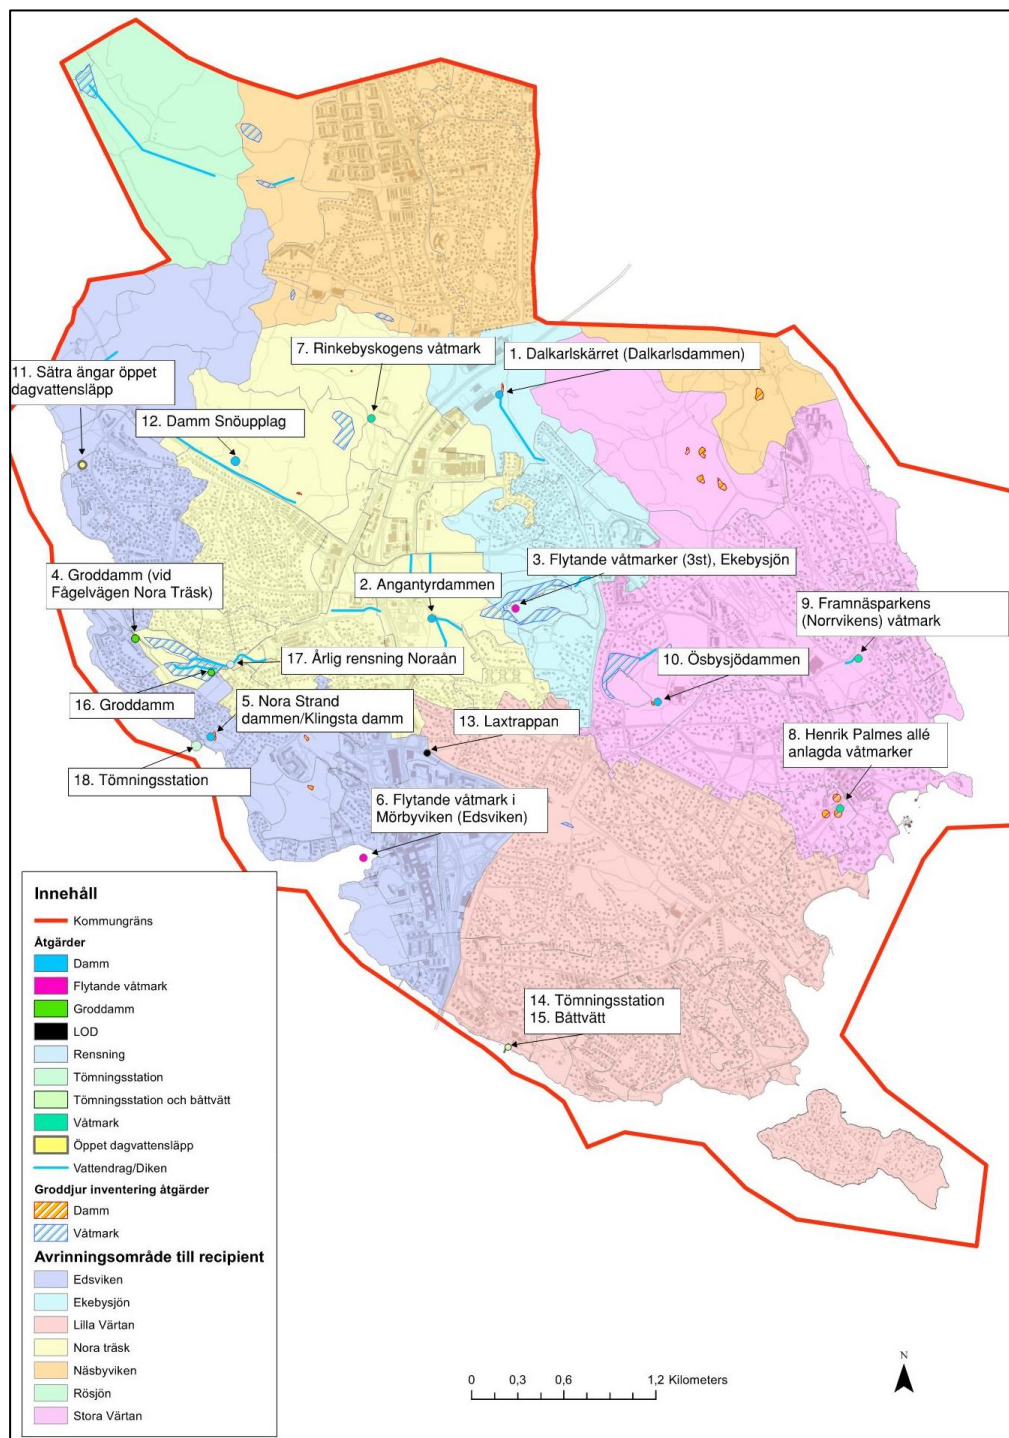 7. Rinkebyskogens våtmark
1. Dalkarlskärret (Dalkarlsdammen)
11. Sätra ängar öppet
dagvattensläpp
12. Damm Snöupplag
3. Flytande våtmarker (3st), Ekebysjön
4. Groddamm (vid
Fågelvägen Nora Träsk)
2. Angantyrdammen
9. Framnäsparkens
(Norrvikens) våtmark
17. Årlig rensning Noraån
10. Ösbysjödammen
16. Groddamm
5. Nora Strand
dammen/Klingsta damm
13. Laxtrappan
8. Henrik Palmes allé
anlagda våtmarker
18. Tömningsstation
6. Flytande våtmark i
Mörbyviken (Edsviken)
14. Tömningsstation
15. Båttvätt
Innehåll
Kommungräns
Åtgärder
Damm
Flytande våtmark
Groddamm
LOD
Rensning
Tömningsstation
Tömningsstation och båttvätt
Våtmark
Öppet dagvattensläpp
Vattendrag/Diken
Groddjur inventering åtgärder
Damm
Våtmark
Avrinningsområde till recipient
Edsviken
Ekebysjön
Lilla Värtan
Nora träsk
Näsbyviken
Rösjön
Stora Värtan
0 0,3 0,6 1,2 Kilometers
N